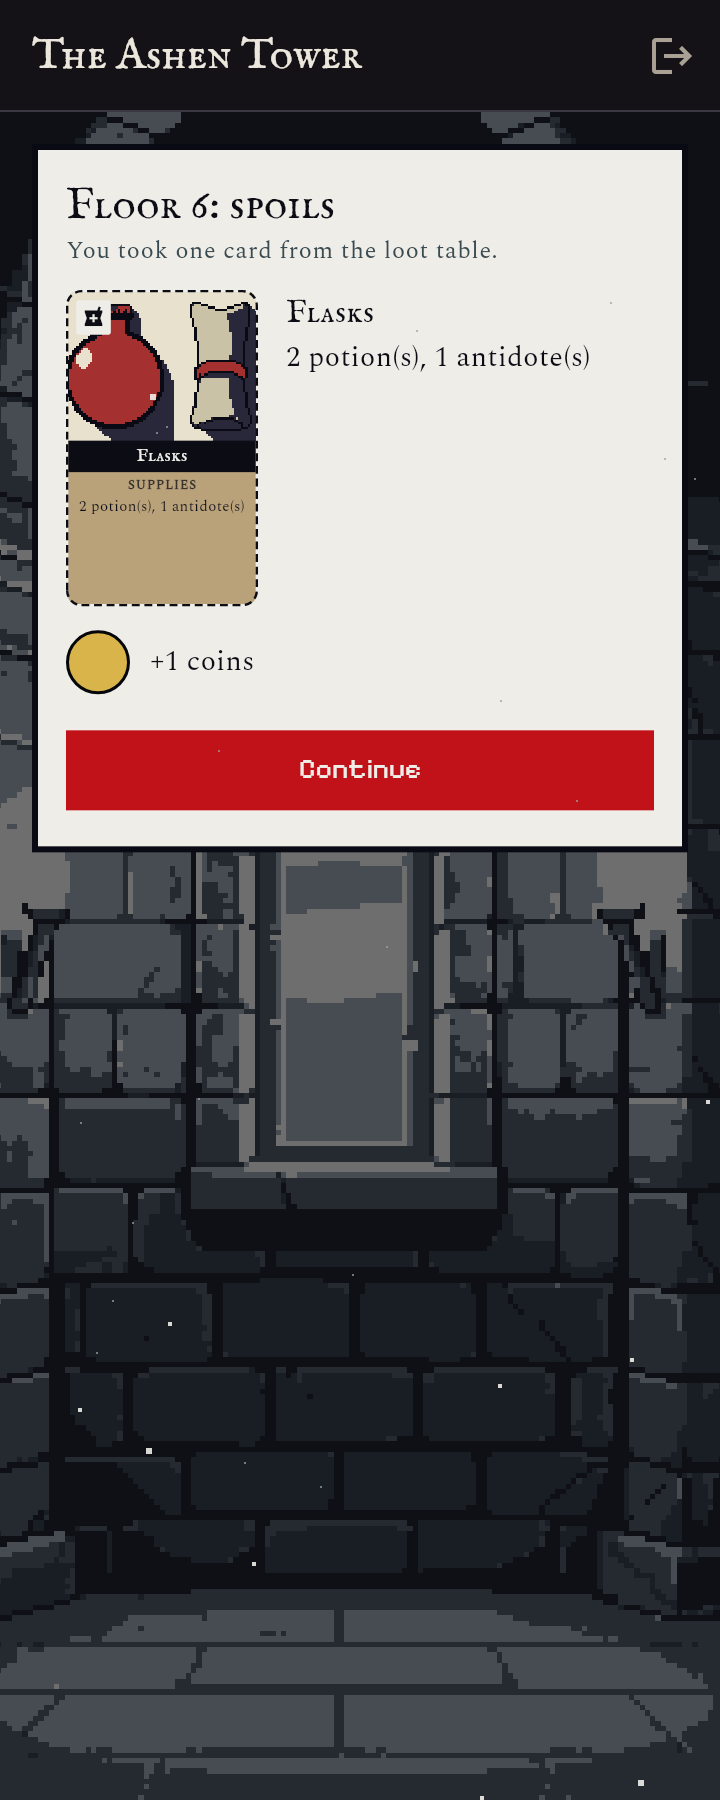 The Ashen Tower
Floor 6: spoils
You took one card from the loot table.
Flasks
2 potion(s), 1 antidote(s)
Flasks
SUPPLIES
2 potion(s), 1 antidote(s)
+1 coins
Continue